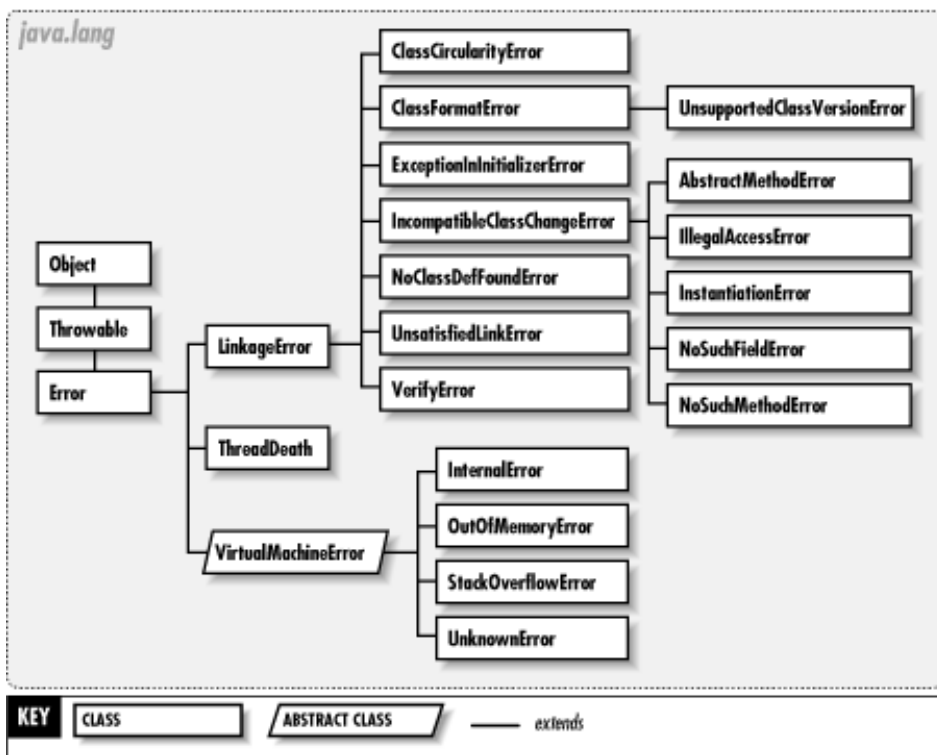 java.lang
ClassCircularityError
ClassFormatError
UnsupportedClassVersionError
ExceptionInInitializerError
AbstractMethodError
IncompatibleClassChangeError
IllegalAccessError
Object
NoClassDefFoundError
InstantiationError
Throwable
LinkageError
UnsatisfiedLinkError
NoSuchFieldError
Error
VerifyError
NoSuchMethodError
ThreadDeath
InternalError
OutOfMemoryError
VirtualMachineError
StackOverflowError
UnknownError
KEY
CLASS
ABSTRACT CLASS
extends